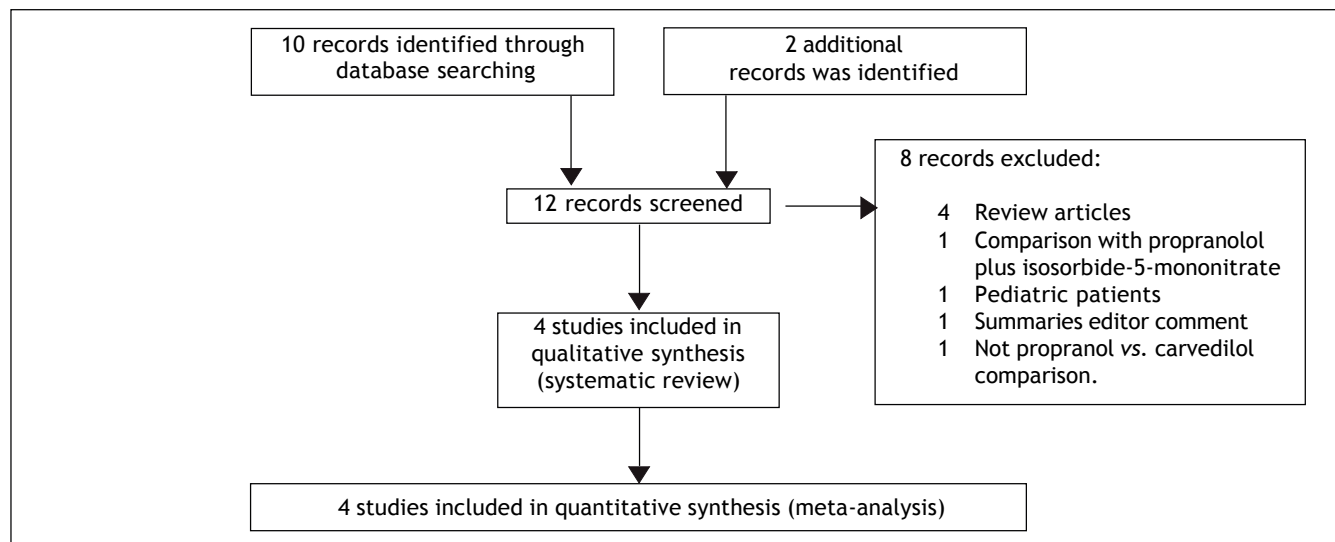 10 records identified through
database searching
2 additional
records was identified
12 records screened
8 records excluded:
4 Review articles
1 Comparison with propranolol
plus isosorbide-5-mononitrate
1 Pediatric patients
1 Summaries editor comment
1 Not propranol vs. carvedilol
comparison.
4 studies included in
qualitative synthesis
(systematic review)
4 studies included in quantitative synthesis (meta-analysis)